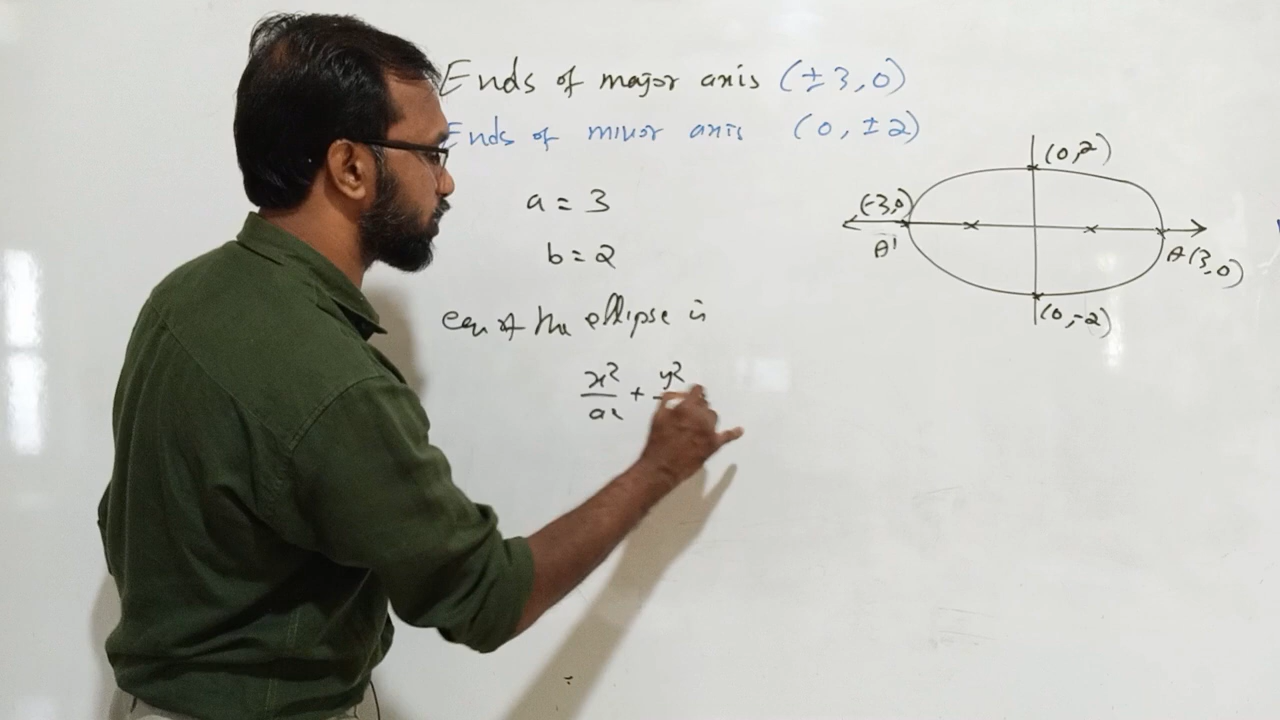 Ends of major axis (±3,0)
Ends of minor axis (0, ±2)
a = 3
b = 2
eqn of the ellipse is
x²/a² + y²
(0,2)
(-3,0)
A'
A(3,0)
(0,-2)